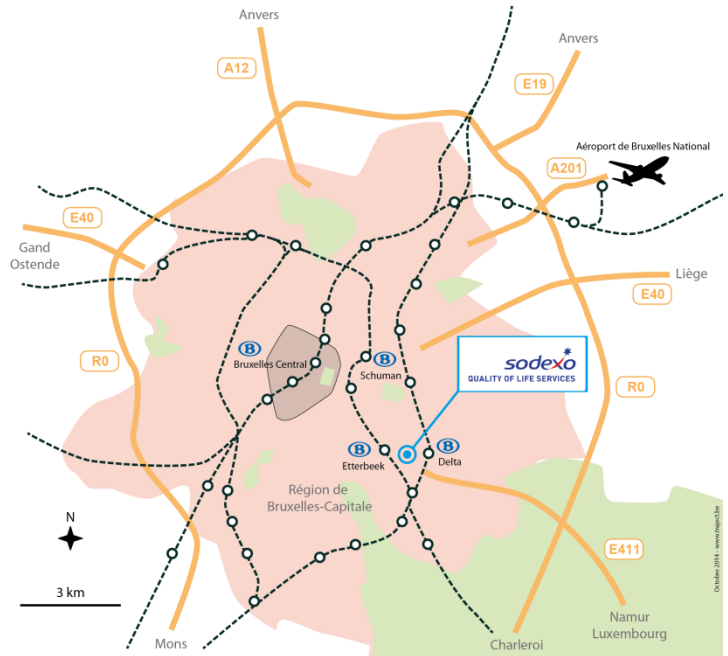 Anvers
Anvers
A12
E19
Aéroport de Bruxelles National
A201
E40
Gand
Ostende
Liège
E40
B
Bruxelles Central
B
Schuman
sodexo
QUALITY OF LIFE SERVICES
R0
R0
B
Etterbeek
B
Delta
Région de
Bruxelles-Capitale
N
E411
3 km
Namur
Luxembourg
Mons
Charleroi
Octobre 2014 - www.traject.be